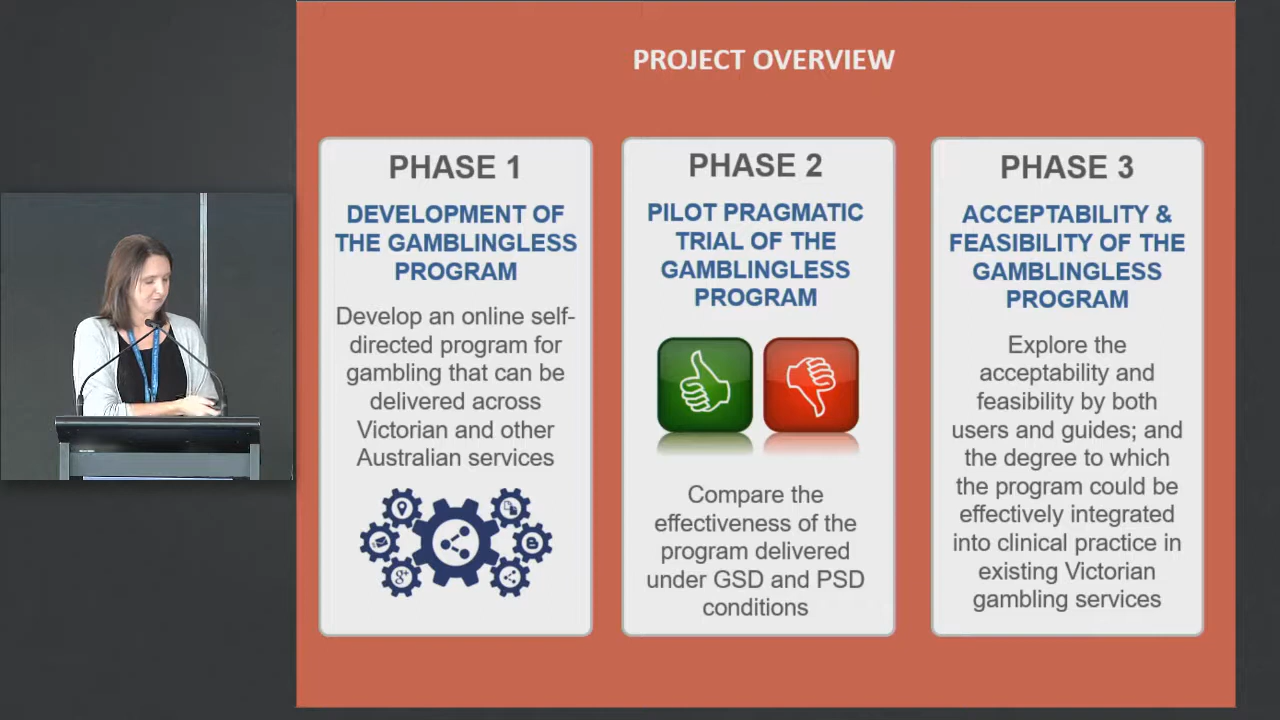 PROJECT OVERVIEW
PHASE 1
DEVELOPMENT OF
THE GAMBLINGLESS
PROGRAM
Develop an online self-
directed program for
gambling that can be
delivered across
Victorian and other
Australian services
g+
PHASE 2
PILOT PRAGMATIC
TRIAL OF THE
GAMBLINGLESS
PROGRAM
Compare the
effectiveness of the
program delivered
under GSD and PSD
conditions
PHASE 3
ACCEPTABILITY &
FEASIBILITY OF THE
GAMBLINGLESS
PROGRAM
Explore the
acceptability and
feasibility by both
users and guides; and
the degree to which
the program could be
effectively integrated
into clinical practice in
existing Victorian
gambling services